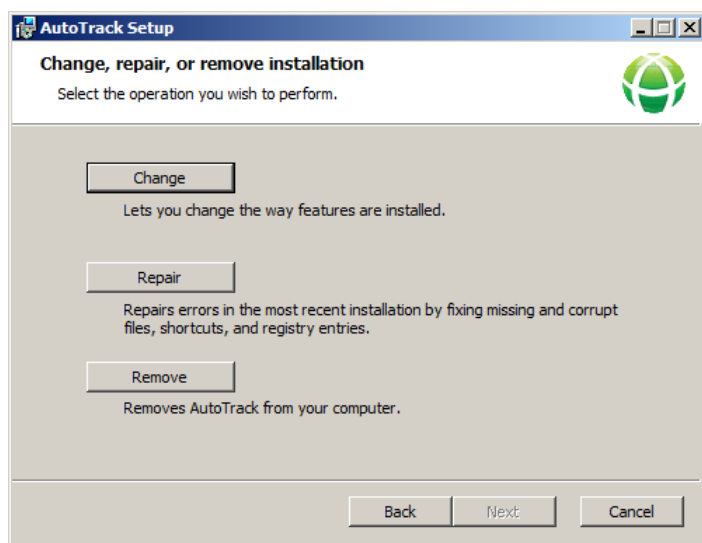 AutoTrack Setup
Change, repair, or remove installation
Select the operation you wish to perform.
Change
Lets you change the way features are installed.
Repair
Repairs errors in the most recent installation by fixing missing and corrupt
files, shortcuts, and registry entries.
Remove
Removes AutoTrack from your computer.
Back Next Cancel